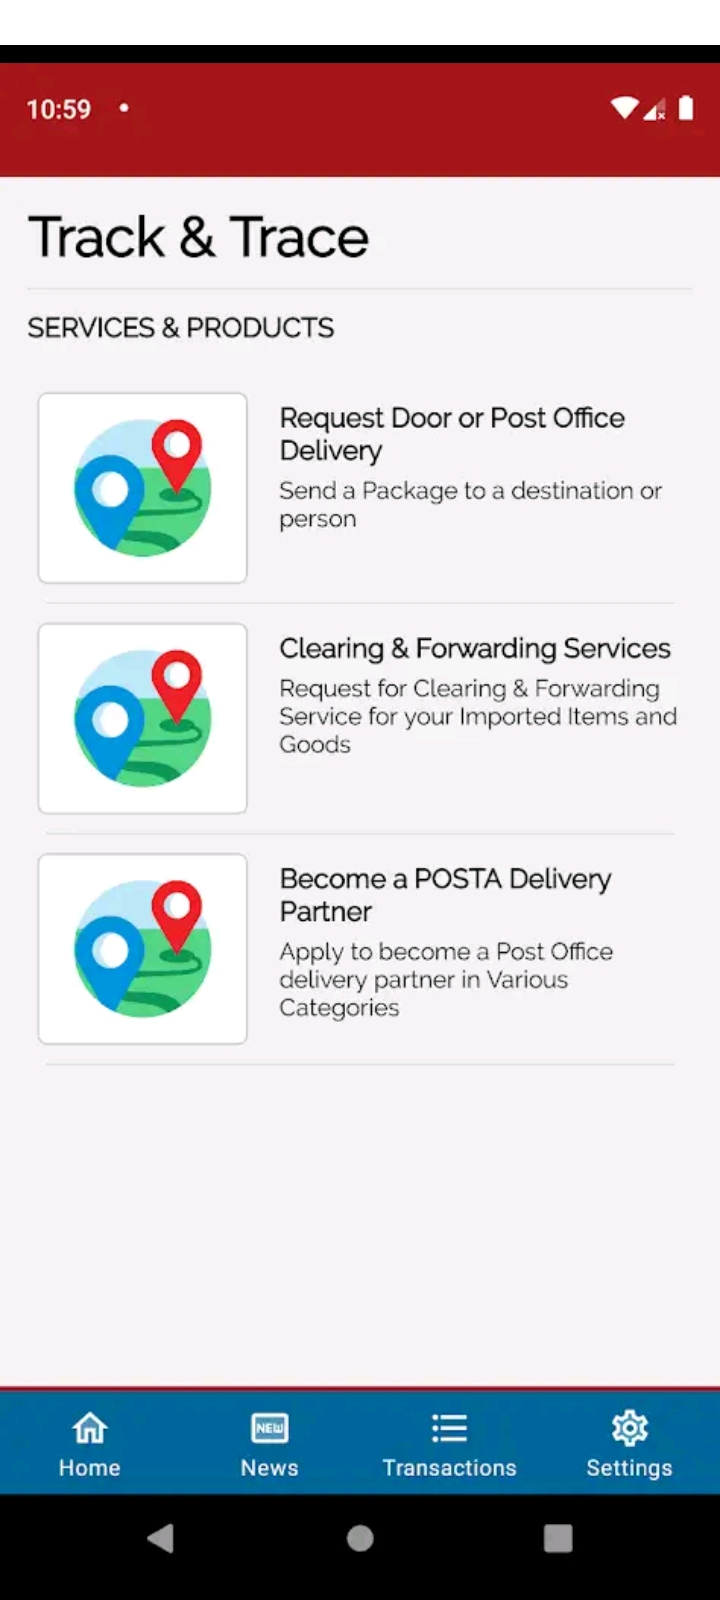 10:59
Track & Trace
SERVICES & PRODUCTS
Request Door or Post Office
Delivery
Send a Package to a destination or
person
Clearing & Forwarding Services
Request for Clearing & Forwarding
Service for your Imported Items and
Goods
Become a POSTA Delivery
Partner
Apply to become a Post Office
delivery partner in Various
Categories
NEW
Home
News
Transactions
Settings